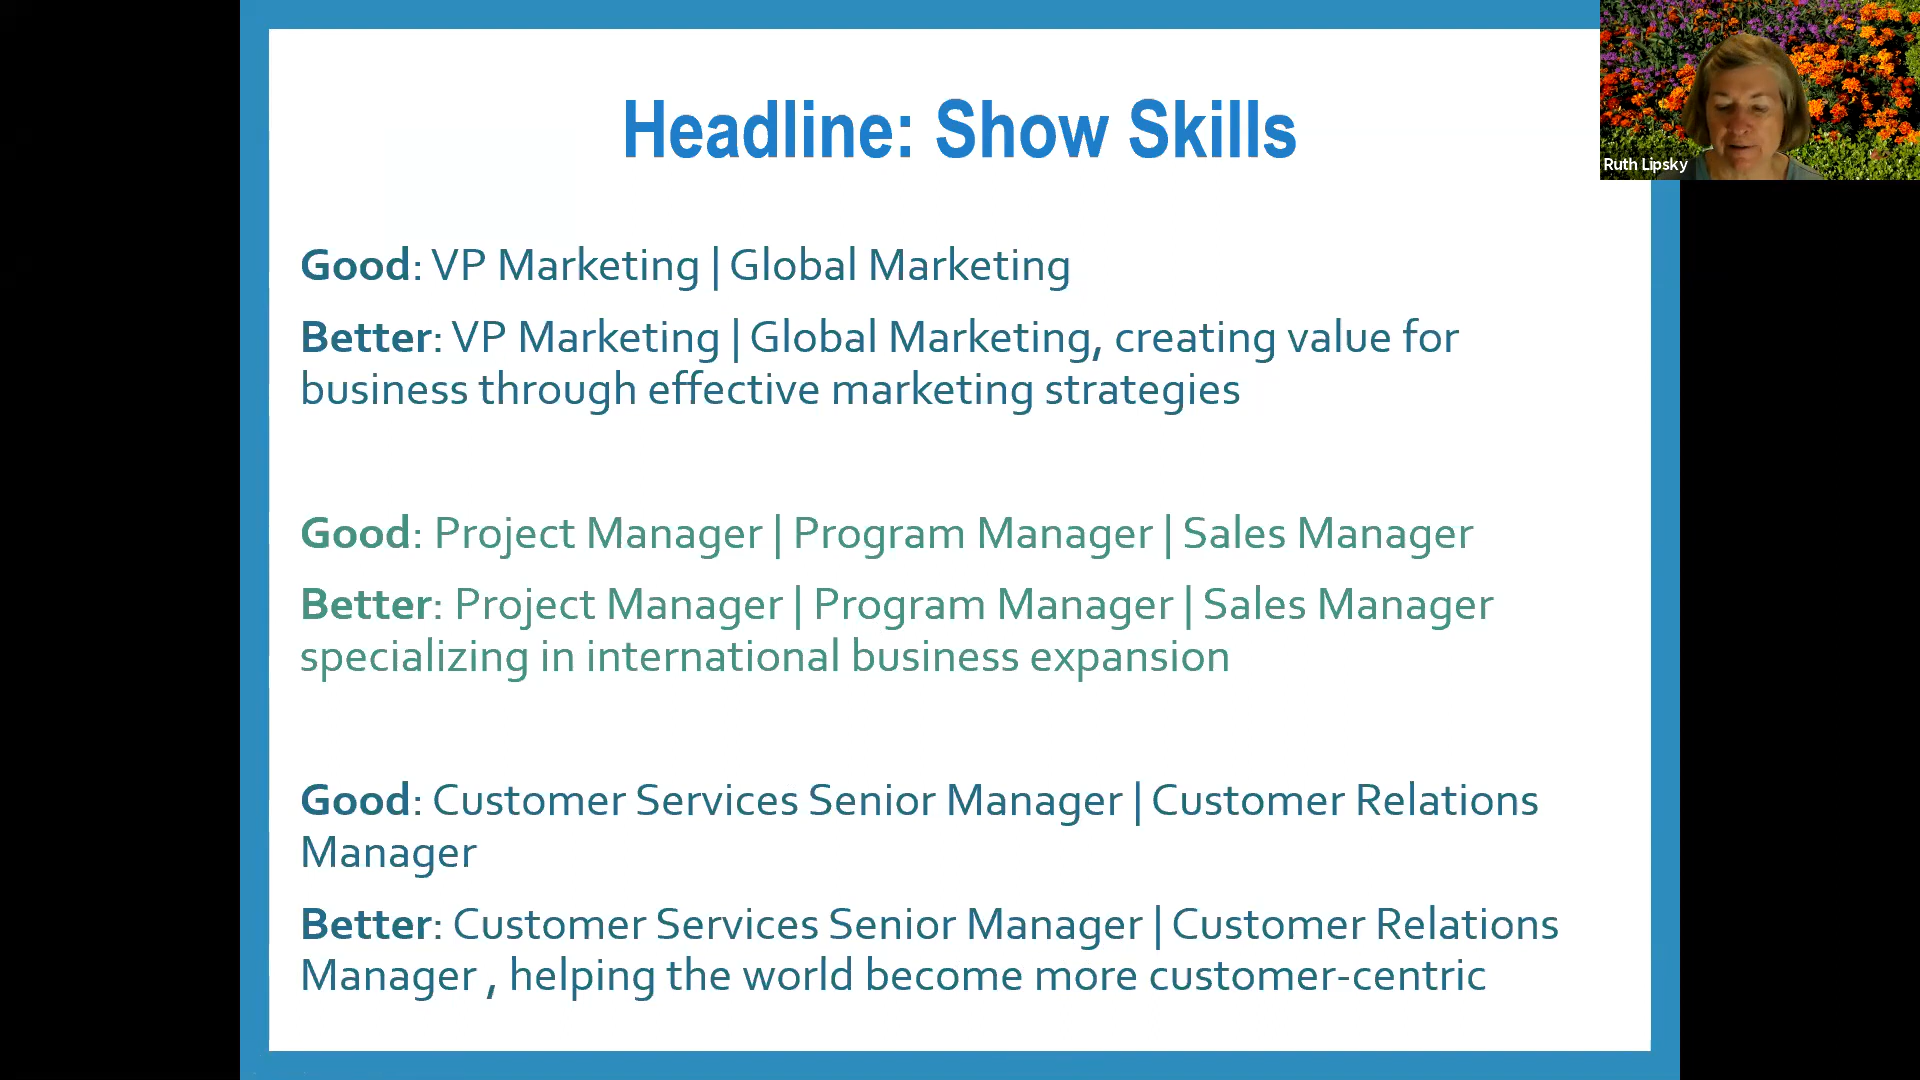 Headline: Show Skills
Ruth Lipsky
Good: VP Marketing | Global Marketing
Better: VP Marketing | Global Marketing, creating value for
business through effective marketing strategies
Good: Project Manager | Program Manager | Sales Manager
Better: Project Manager | Program Manager | Sales Manager
specializing in international business expansion
Good: Customer Services Senior Manager | Customer Relations
Manager
Better: Customer Services Senior Manager | Customer Relations
Manager , helping the world become more customer-centric